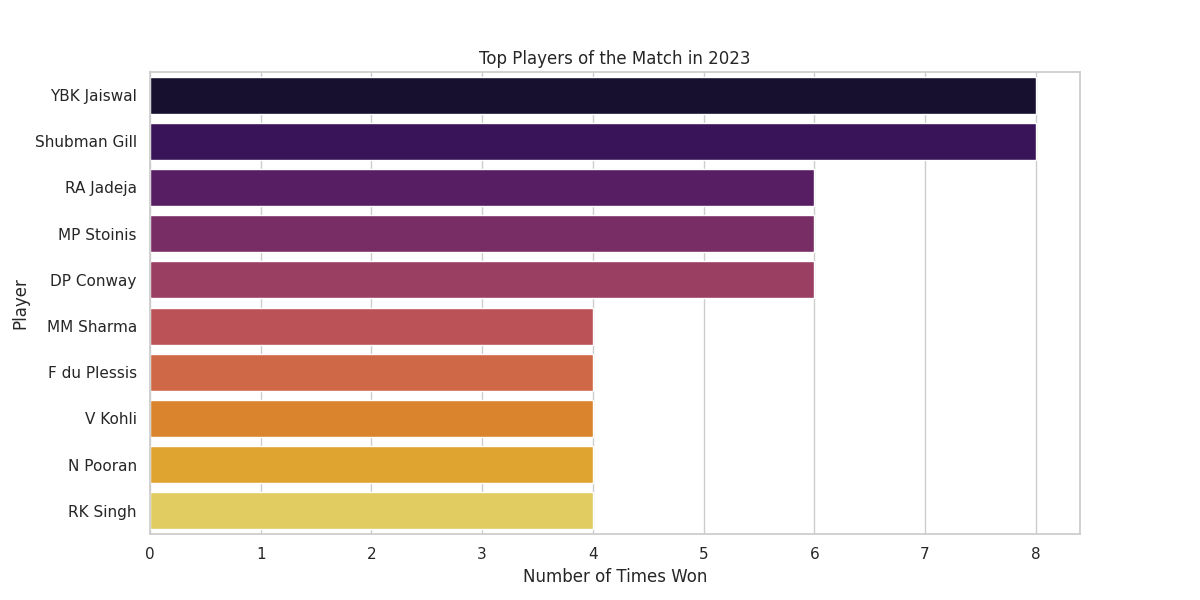 Top Players of the Match in 2023
Player
YBK Jaiswal
Shubman Gill
RA Jadeja
MP Stoinis
DP Conway
MM Sharma
F du Plessis
V Kohli
N Pooran
RK Singh
0 1 2 3 4 5 6 7 8
Number of Times Won